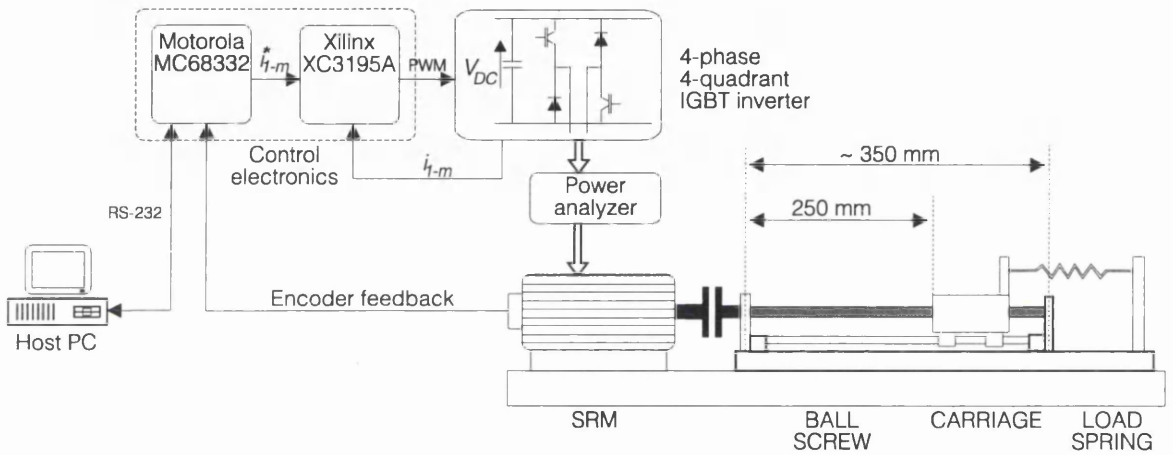 Motorola
MC68332
i*1-m
Xilinx
XC3195A
PWM
VDC
4-phase
4-quadrant
IGBT inverter
Control
electronics
i1-m
Power
analyzer
~ 350 mm
250 mm
RS-232
Encoder feedback
Host PC
SRM
BALL
SCREW
CARRIAGE
LOAD
SPRING